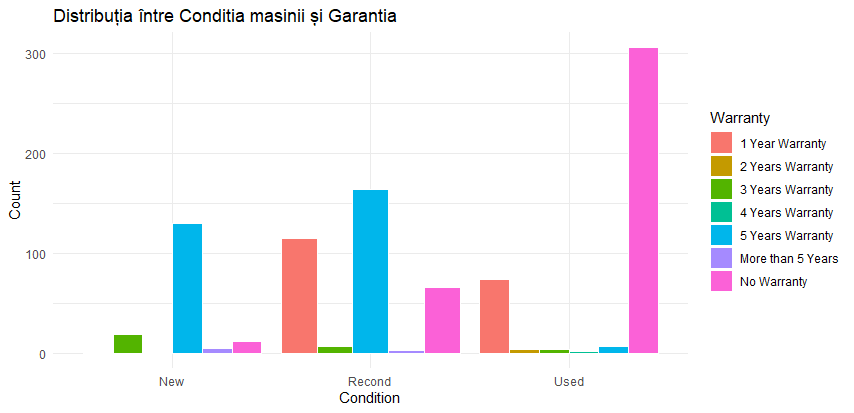 Distribuția între Conditia masinii și Garantia
300
200
100
0
Count
New
Recond
Used
Condition
Warranty
1 Year Warranty
2 Years Warranty
3 Years Warranty
4 Years Warranty
5 Years Warranty
More than 5 Years
No Warranty